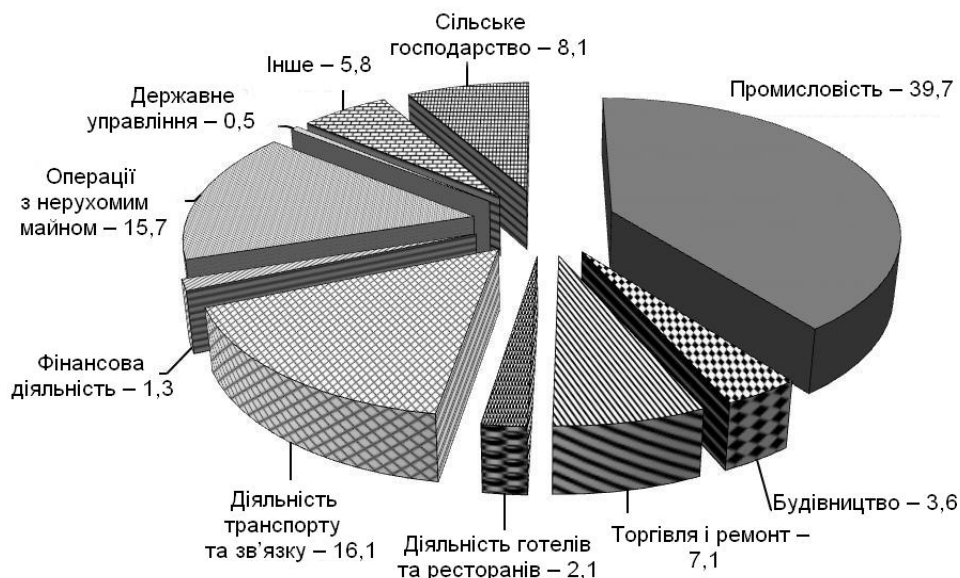 Сільське
господарство – 8,1
Інше – 5,8
Державне
управління – 0,5
Промисловість – 39,7
Операції
з нерухомим
майном – 15,7
Фінансова
діяльність – 1,3
Діяльність
транспорту
та зв’язку – 16,1
Діяльність готелів
та ресторанів – 2,1
Торгівля і ремонт –
7,1
Будівництво – 3,6